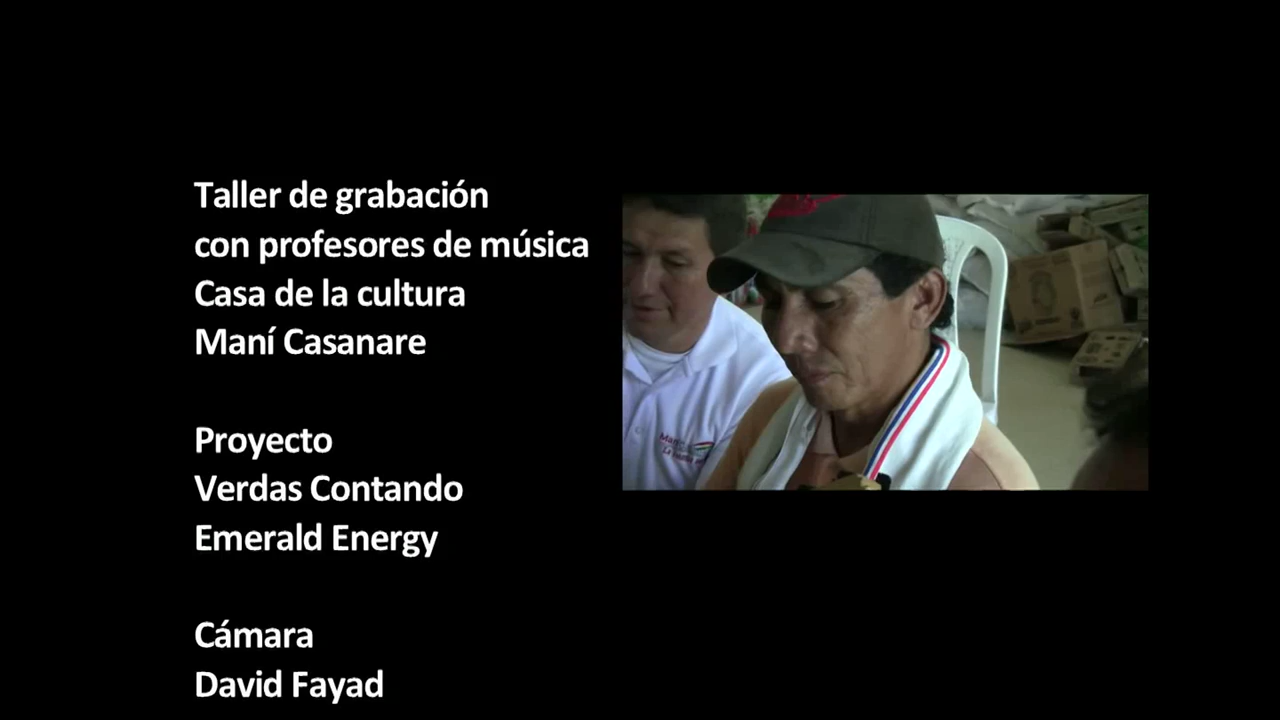 Taller de grabación
con profesores de música
Casa de la cultura
Maní Casanare
Proyecto
Verdas Contando
Emerald Energy
Cámara
David Fayad